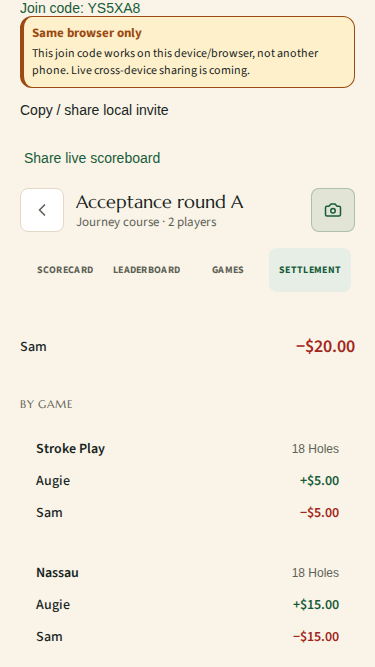 Join code: YS5XA8
Same browser only
This join code works on this device/browser, not another
phone. Live cross-device sharing is coming.
Copy / share local invite
Share live scoreboard
Acceptance round A
Journey course · 2 players
SCORECARD LEADERBOARD GAMES SETTLEMENT
Sam −$20.00
BY GAME
Stroke Play 18 Holes
Augie +$5.00
Sam −$5.00
Nassau 18 Holes
Augie +$15.00
Sam −$15.00